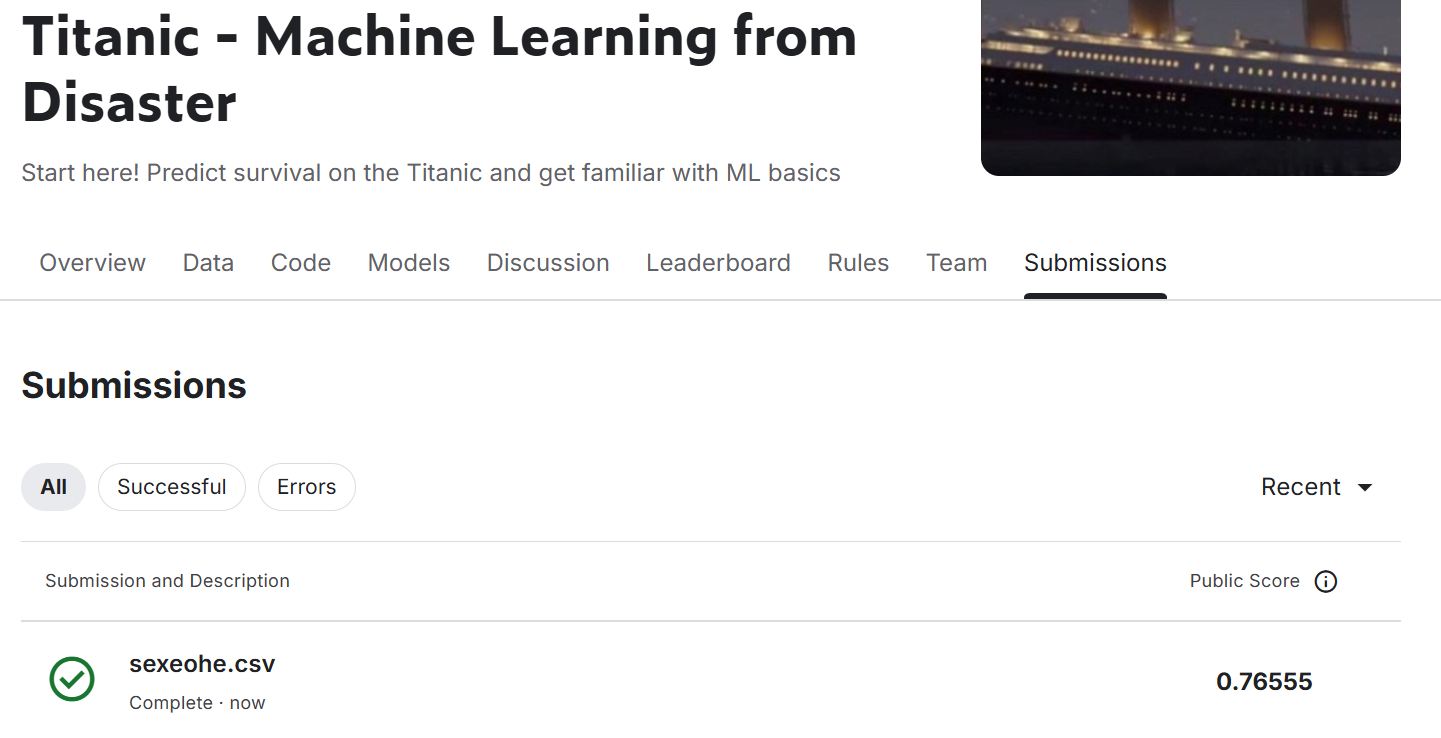 Titanic - Machine Learning from
Disaster
Start here! Predict survival on the Titanic and get familiar with ML basics
Overview Data Code Models Discussion Leaderboard Rules Team Submissions
Submissions
All Successful Errors Recent
Submission and Description Public Score
sexeohe.csv
Complete · now
0.76555